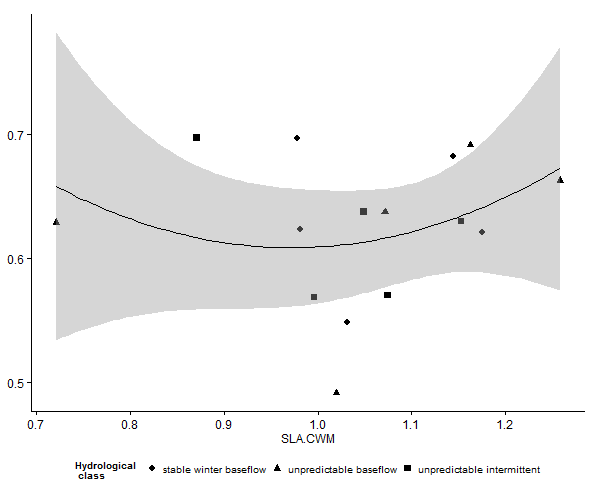 0.7
0.6
0.5
0.7 0.8 0.9 1.0 1.1 1.2
SLA.CWM
Hydrological
class
stable winter baseflow unpredictable baseflow unpredictable intermittent